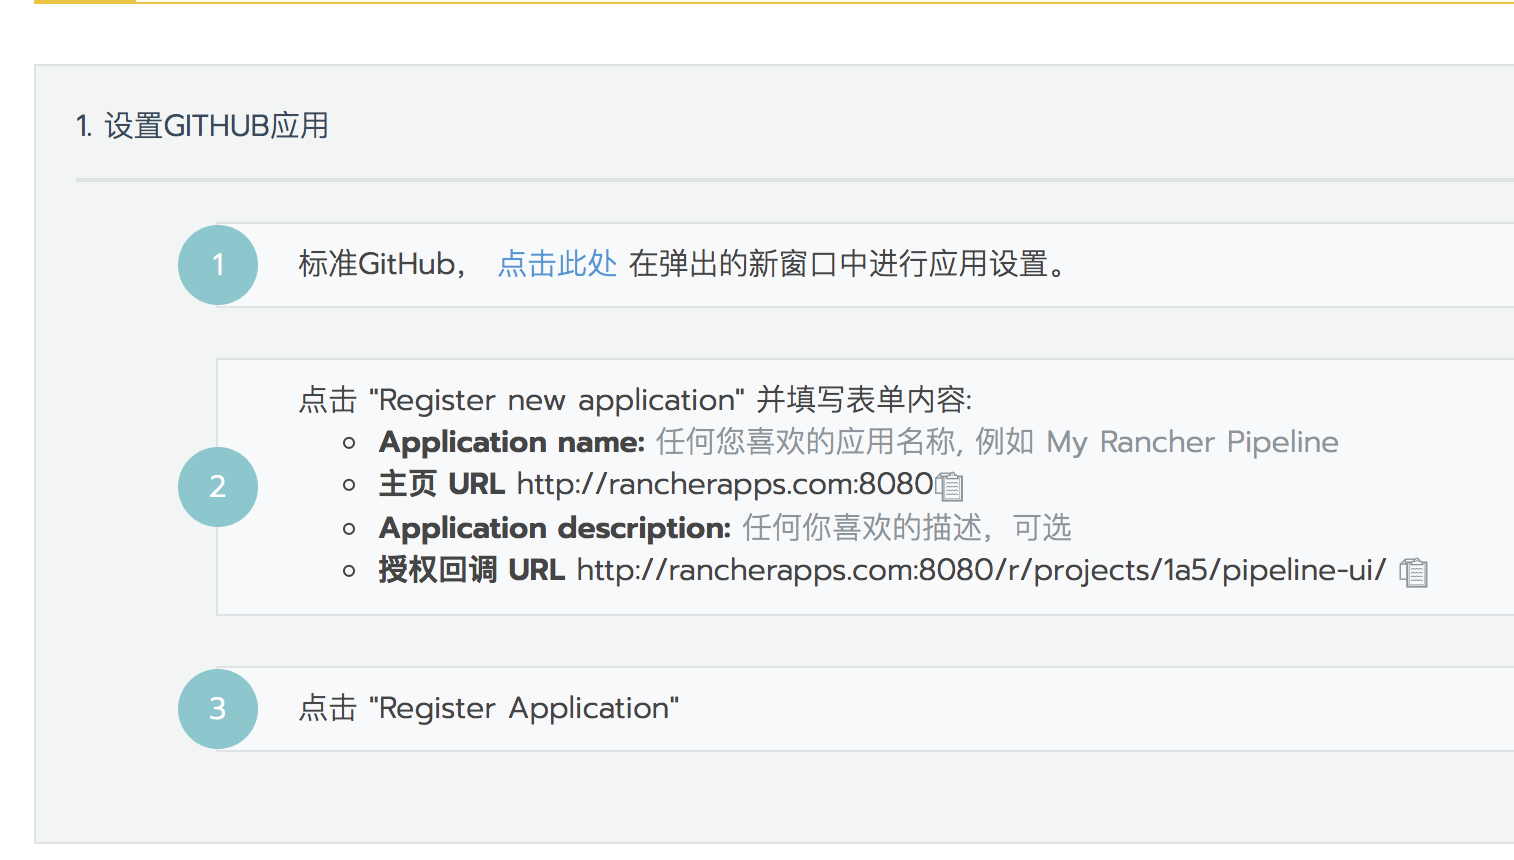 1. 设置GITHUB应用
1
标准GitHub， 点击此处 在弹出的新窗口中进行应用设置。
2
点击 "Register new application" 并填写表单内容:
Application name: 任何您喜欢的应用名称, 例如 My Rancher Pipeline
主页 URL http://rancherapps.com:8080
Application description: 任何你喜欢的描述，可选
授权回调 URL http://rancherapps.com:8080/r/projects/1a5/pipeline-ui/
3
点击 "Register Application"